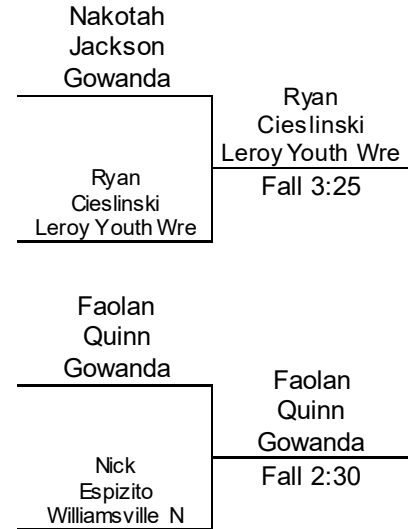 Nakotah
Jackson
Gowanda
Ryan
Cieslinski
Leroy Youth Wre
Ryan
Cieslinski
Leroy Youth Wre
Fall 3:25
Faolan
Quinn
Gowanda
Nick
Espizito
Williamsville N
Faolan
Quinn
Gowanda
Fall 2:30